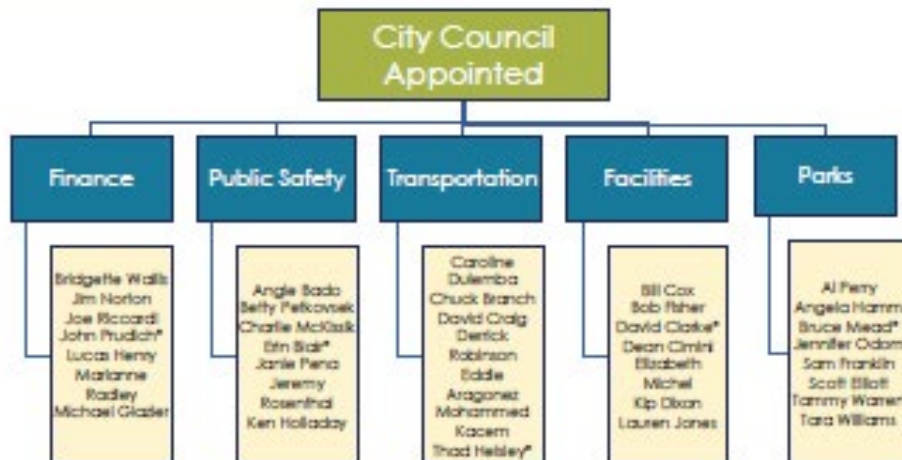 City Council
Appointed
Finance
Public Safety
Transportation
Facilities
Parks
Bridgette Wallis
Jim Norton
Joe Riccardi
John Prudich*
Lucas Henry
Marianne
Radley
Michael Glazier
Angie Bado
Betty Petkovsek
Charlie McKissik
Erin Blair*
Janie Pena
Jeremy
Rosenthal
Ken Holladay
Caroline
Dulemba
Chuck Branch
David Craig
Derrick
Robinson
Eddie
Aragonez
Mohammed
Kacem
Thad Helsley*
Bill Cox
Bob Fisher
David Clarke*
Dean Cimini
Elizabeth
Michel
Kip Dixon
Lauren Jones
Al Perry
Angela Hamm
Bruce Mead*
Jennifer Odom
Sam Franklin
Scott Elliott
Tammy Warren
Tara Williams